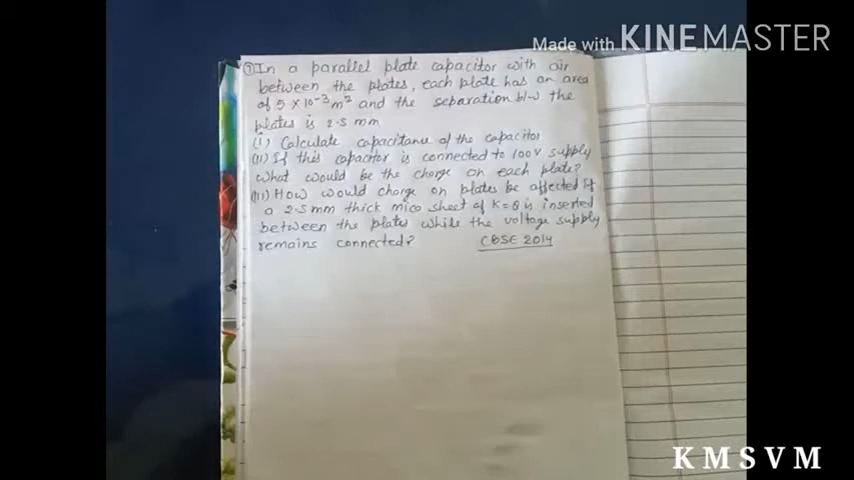 Made with KINEMASTER
⑦ In a parallel plate capacitor with air
between the plates, each plate has an area
of 5 × 10⁻³ m² and the separation b/w the
plates is 2.5 mm
(i) Calculate capacitance of the capacitor
(ii) If this capacitor is connected to 100V supply
what would be the charge on each plate?
(iii) How would charge on plates be affected if
a 2.5 mm thick mica sheet of K=8 is inserted
between the plates while the voltage supply
remains connected? CBSE 2014
KMSVM